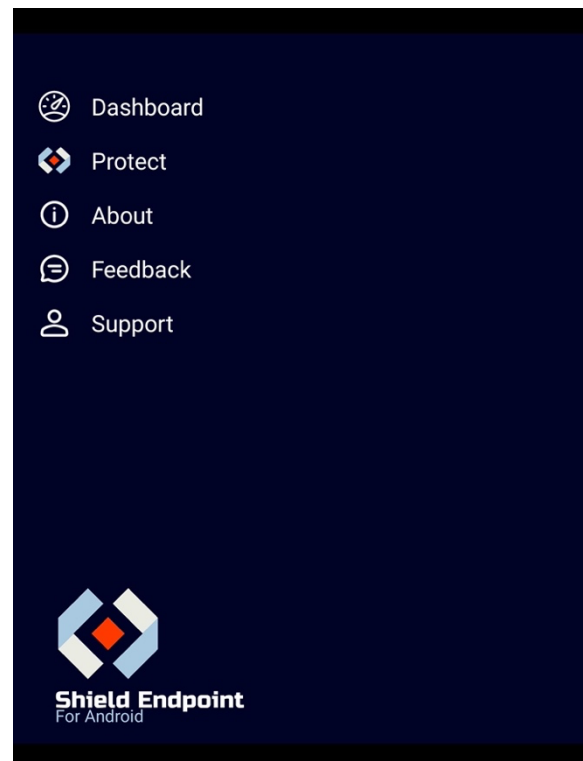 Dashboard
Protect
About
Feedback
Support
Shield Endpoint
For Android